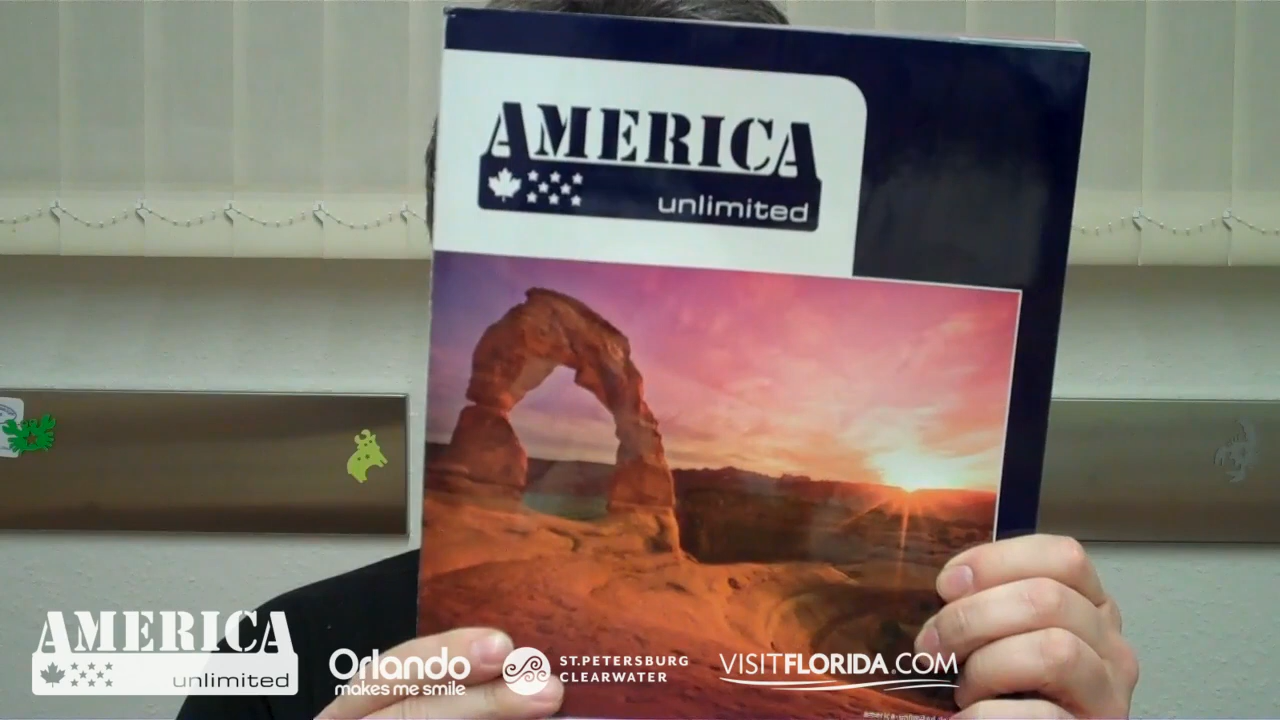 AMERICA
unlimited
AMERICA
unlimited
Orlando
makes me smile
ST.PETERSBURG
CLEARWATER
VISITFLORIDA.COM